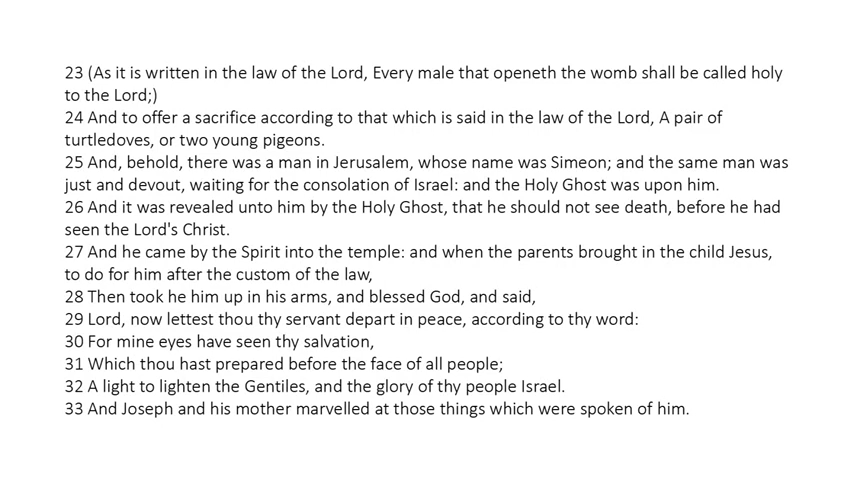 23 (As it is written in the law of the Lord, Every male that openeth the womb shall be called holy
to the Lord;)
24 And to offer a sacrifice according to that which is said in the law of the Lord, A pair of
turtledoves, or two young pigeons.
25 And, behold, there was a man in Jerusalem, whose name was Simeon; and the same man was
just and devout, waiting for the consolation of Israel: and the Holy Ghost was upon him.
26 And it was revealed unto him by the Holy Ghost, that he should not see death, before he had
seen the Lord's Christ.
27 And he came by the Spirit into the temple: and when the parents brought in the child Jesus,
to do for him after the custom of the law,
28 Then took he him up in his arms, and blessed God, and said,
29 Lord, now lettest thou thy servant depart in peace, according to thy word:
30 For mine eyes have seen thy salvation,
31 Which thou hast prepared before the face of all people;
32 A light to lighten the Gentiles, and the glory of thy people Israel.
33 And Joseph and his mother marvelled at those things which were spoken of him.